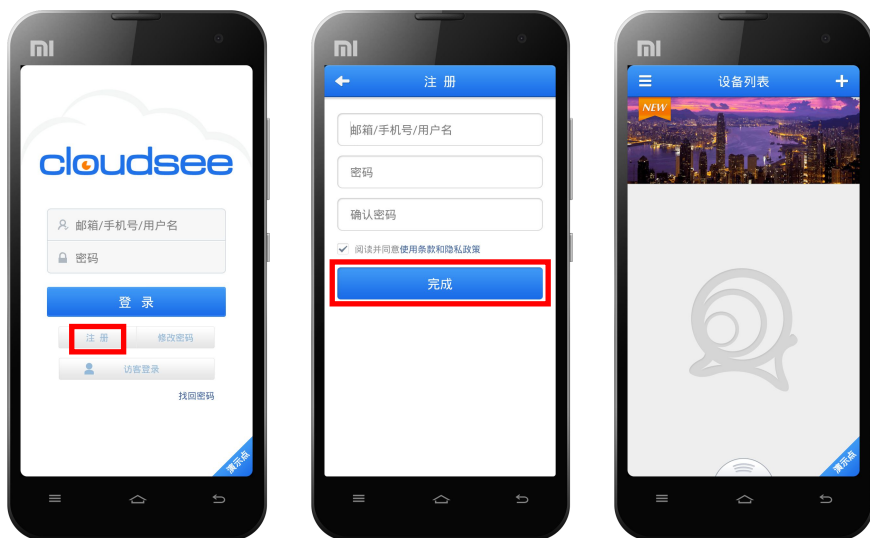 cloudsee
邮箱/手机号/用户名
密码
登 录
注 册
修改密码
访客登录
找回密码
演示点
注 册
邮箱/手机号/用户名
密码
确认密码
阅读并同意使用条款和隐私政策
完成
设备列表
NEW
演示点